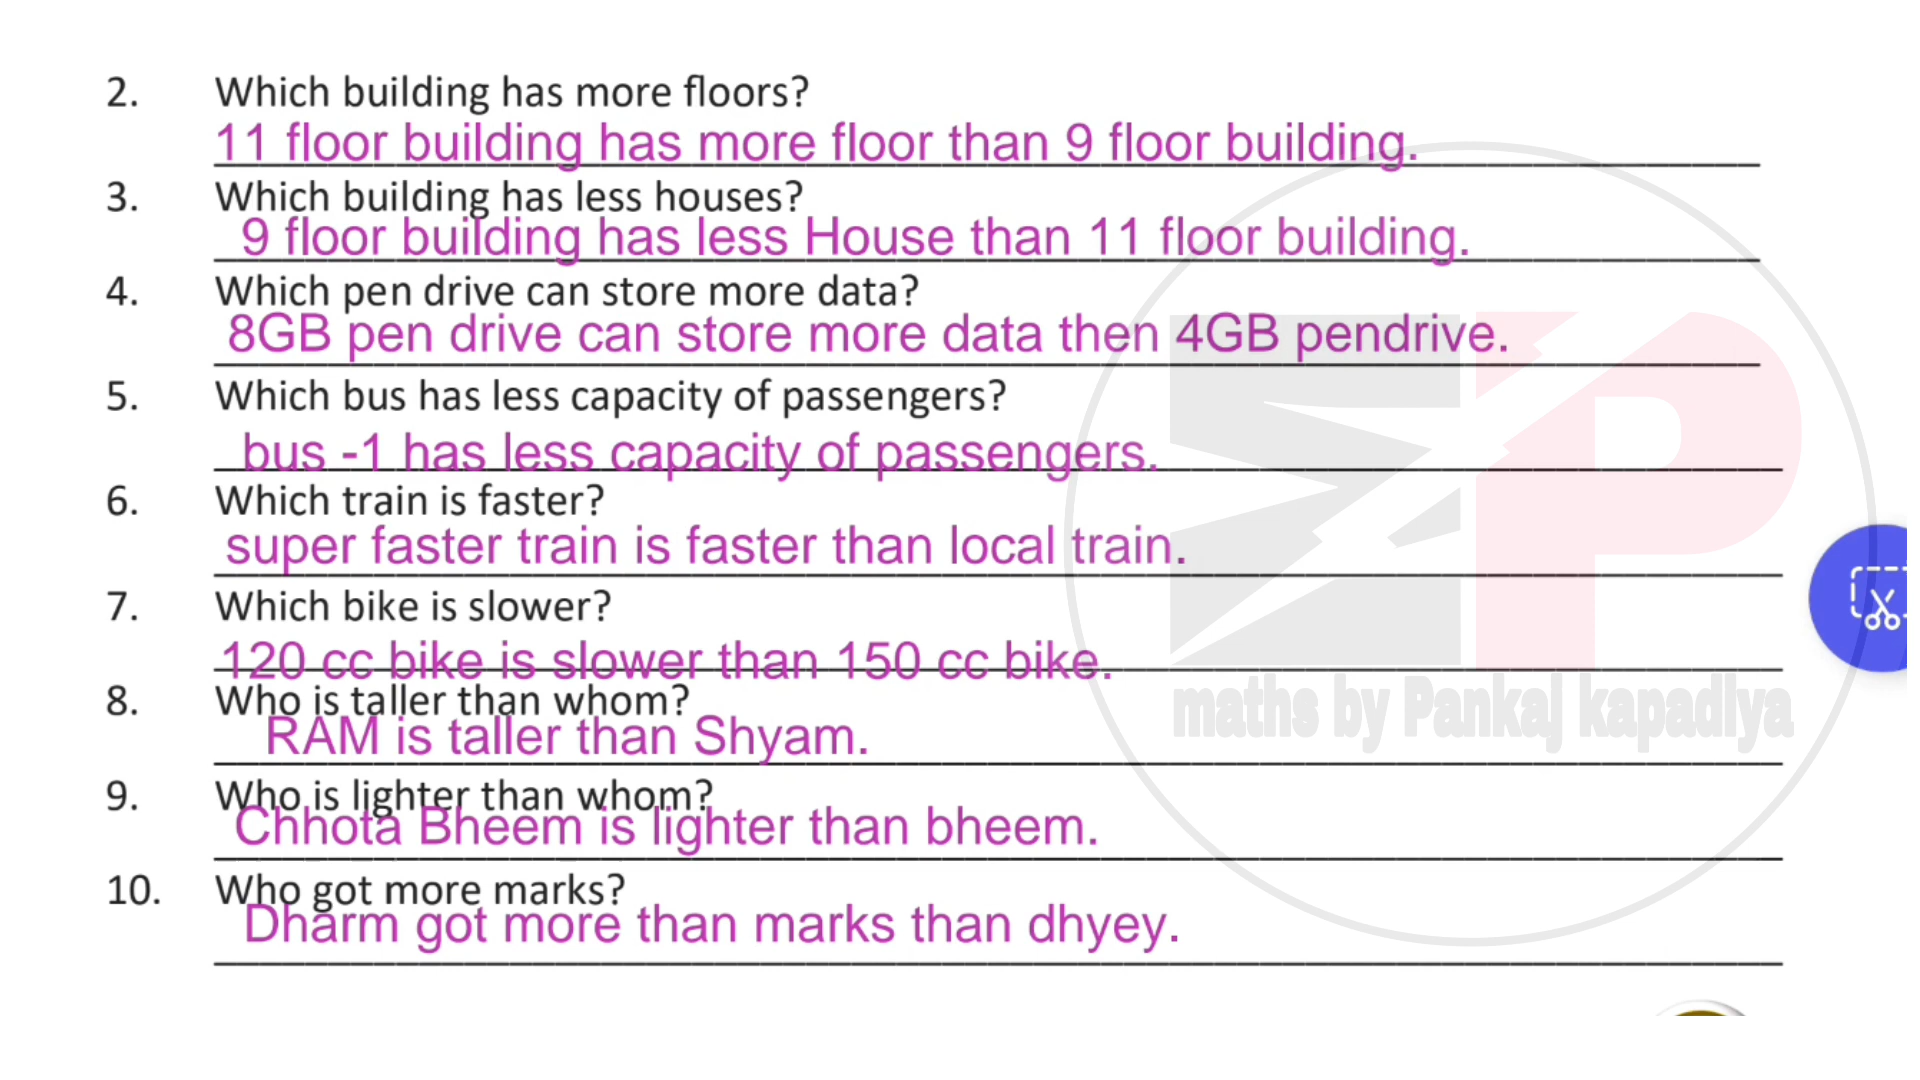 2. Which building has more floors?
11 floor building has more floor than 9 floor building.
3. Which building has less houses?
9 floor building has less House than 11 floor building.
4. Which pen drive can store more data?
8GB pen drive can store more data then 4GB pendrive.
5. Which bus has less capacity of passengers?
bus -1 has less capacity of passengers.
6. Which train is faster?
super faster train is faster than local train.
7. Which bike is slower?
120 cc bike is slower than 150 cc bike.
maths by Pankaj kapadiya
8. Who is taller than whom?
RAM is taller than Shyam.
9. Who is lighter than whom?
Chhota Bheem is lighter than bheem.
10. Who got more marks?
Dharm got more than marks than dhyey.